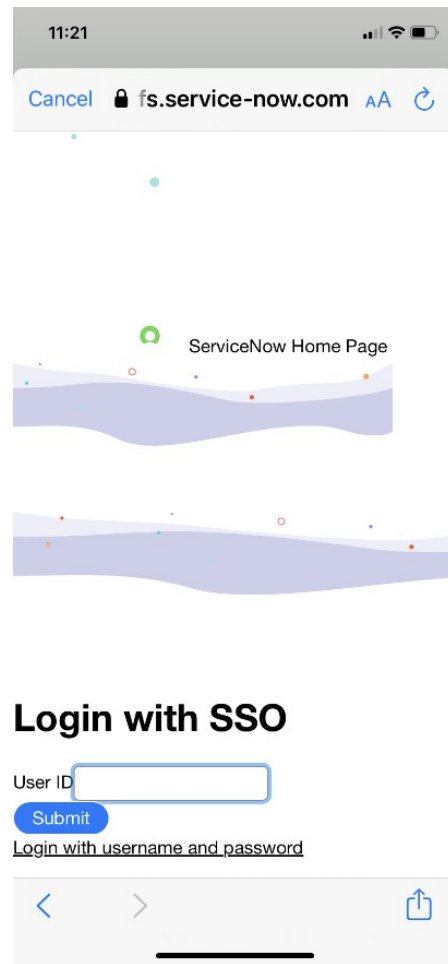 11:21
Cancel fs.service-now.com AA
ServiceNow Home Page
Login with SSO
User ID
Submit
Login with username and password